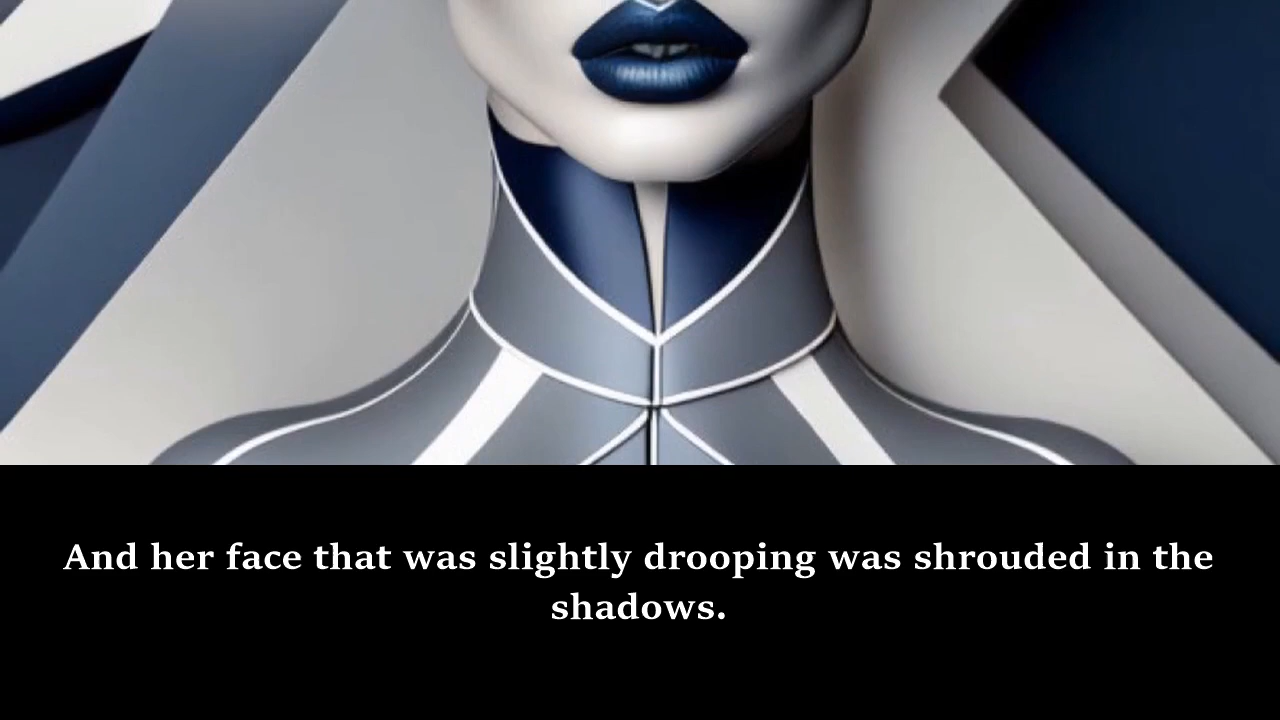 And her face that was slightly drooping was shrouded in the
shadows.